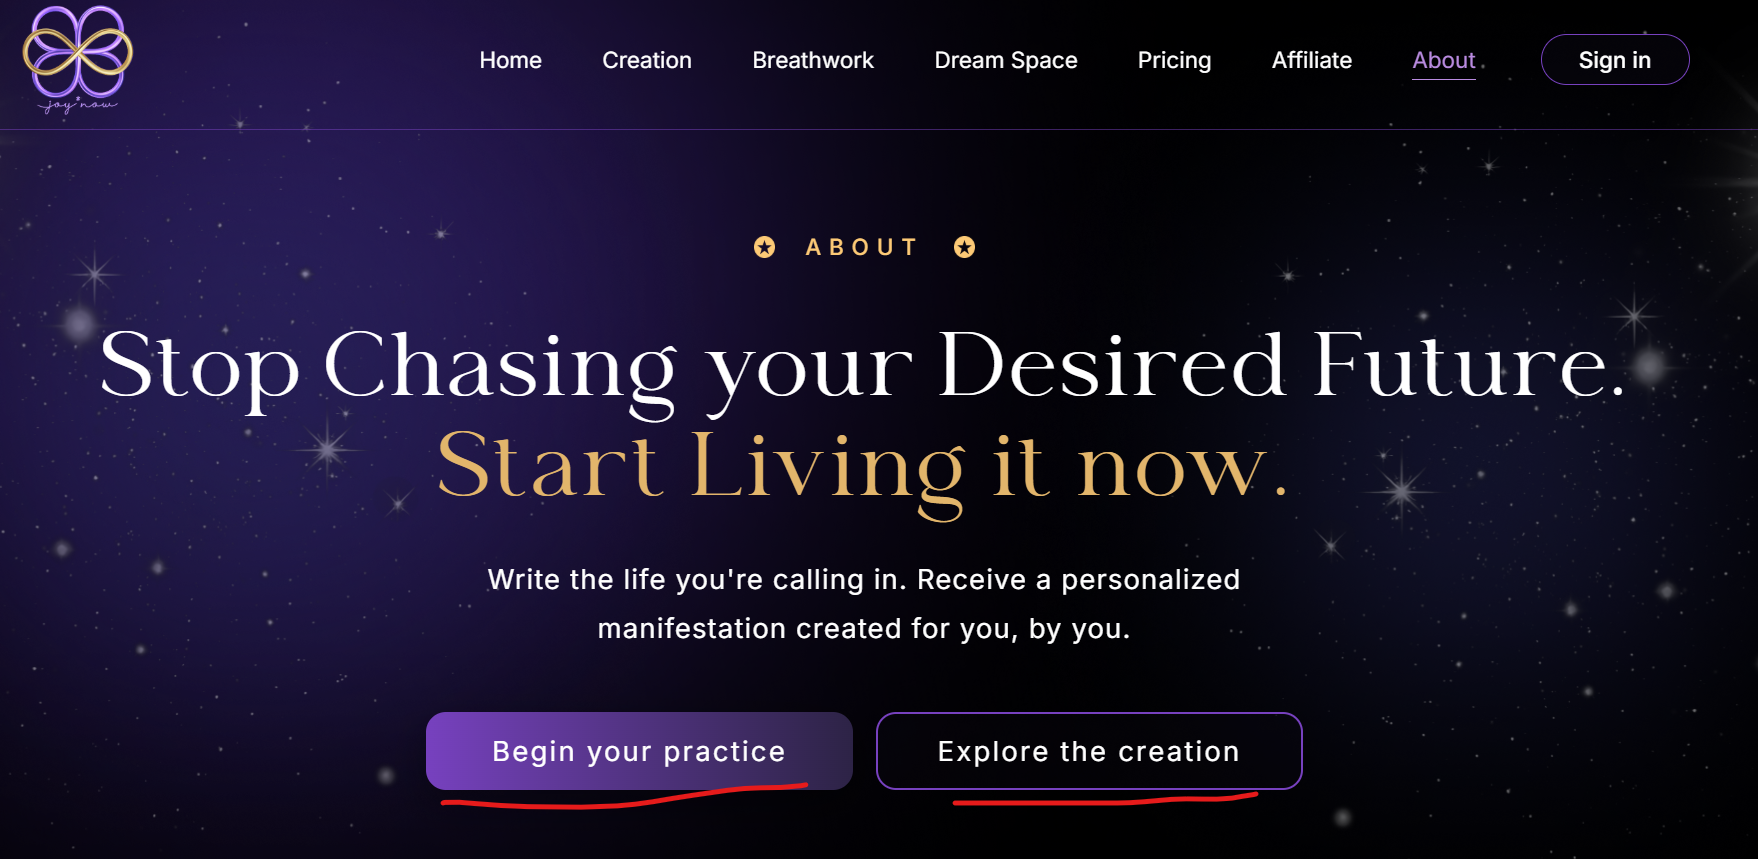 joy*now
Home Creation Breathwork Dream Space Pricing Affiliate About Sign in
ABOUT
Stop Chasing your Desired Future.
Start Living it now.
Write the life you're calling in. Receive a personalized
manifestation created for you, by you.
Begin your practice Explore the creation